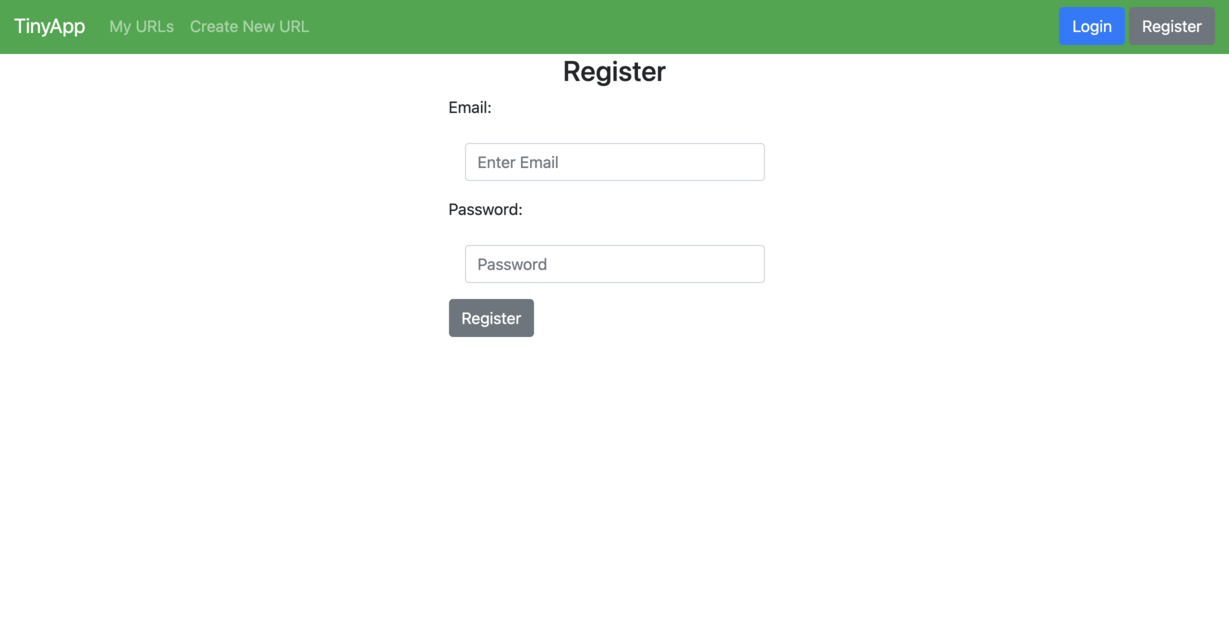 TinyApp My URLs Create New URL Login Register
Register
Email:
Enter Email
Password:
Password
Register